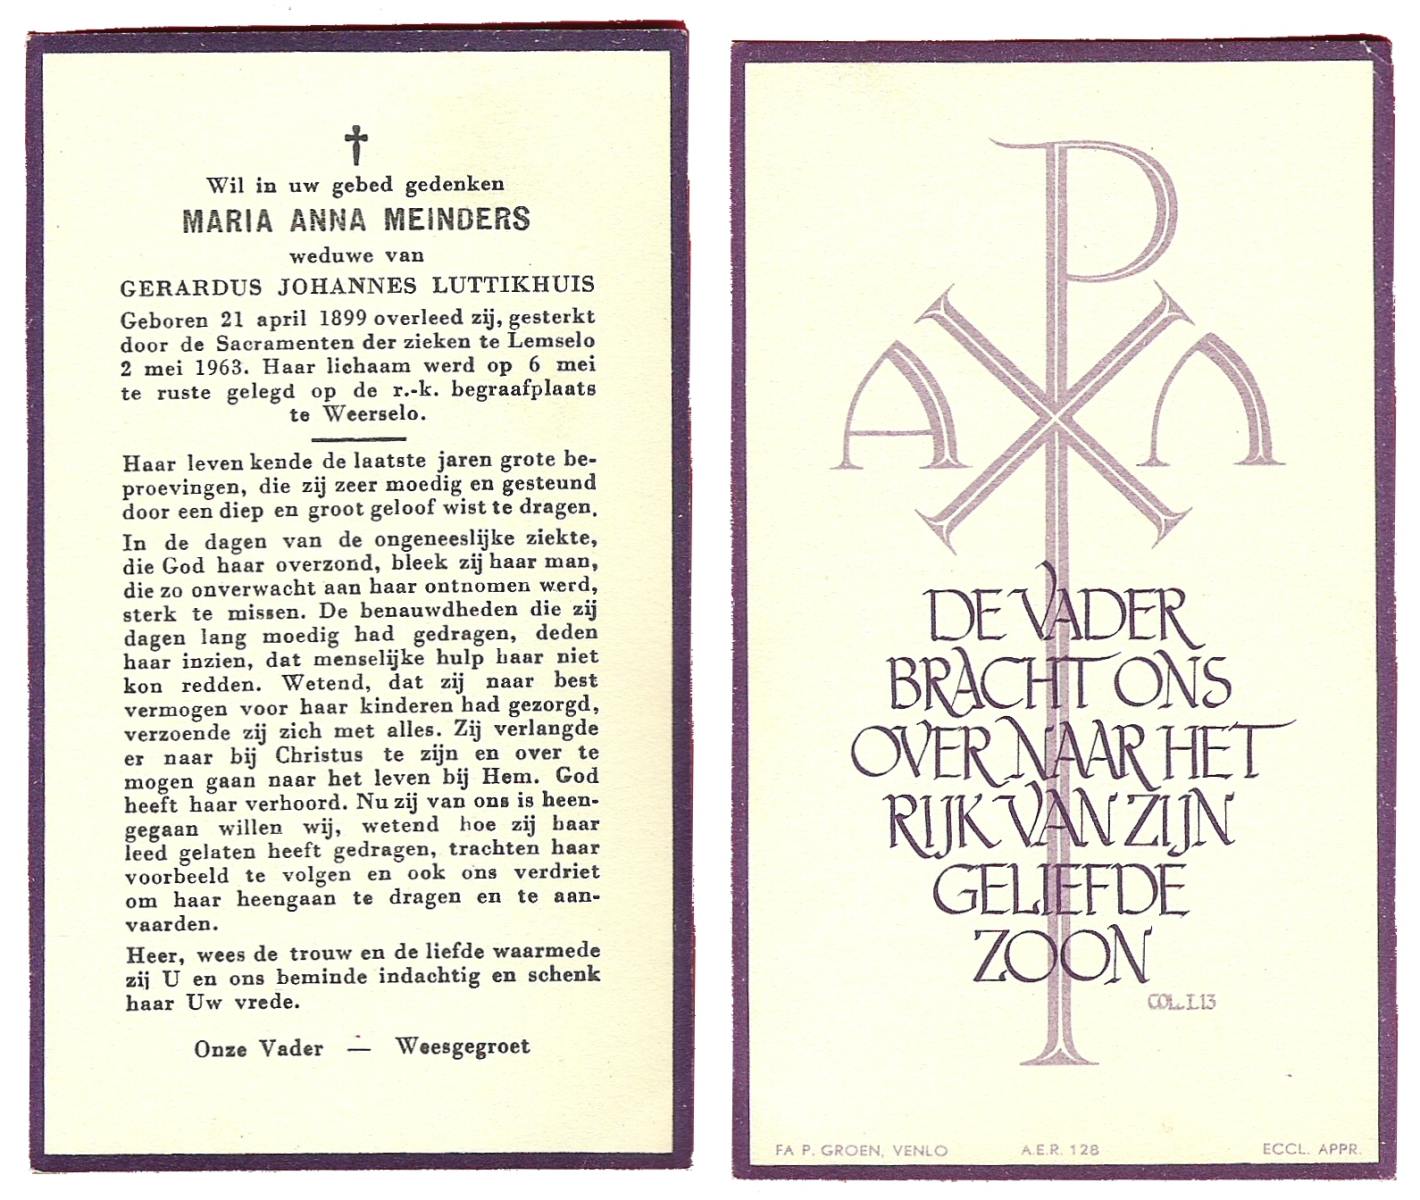 Wil in uw gebed gedenken
MARIA ANNA MEINDERS
weduwe van
GERARDUS JOHANNES LUTTIKHUIS
Geboren 21 april 1899 overleed zij, gesterkt
door de Sacramenten der zieken te Lemselo
2 mei 1963. Haar lichaam werd op 6 mei
te ruste gelegd op de r.-k. begraafplaats
te Weerselo.
Haar leven kende de laatste jaren grote be-
proevingen, die zij zeer moedig en gesteund
door een diep en groot geloof wist te dragen.
In de dagen van de ongeneeslijke ziekte,
die God haar overzond, bleek zij haar man,
die zo onverwacht aan haar ontnomen werd,
sterk te missen. De benauwdheden die zij
dagen lang moedig had gedragen, deden
haar inzien, dat menselijke hulp haar niet
kon redden. Wetend, dat zij naar best
vermogen voor haar kinderen had gezorgd,
verzoende zij zich met alles. Zij verlangde
er naar bij Christus te zijn en over te
mogen gaan naar het leven bij Hem. God
heeft haar verhoord. Nu zij van ons is heen-
gegaan willen wij, wetend hoe zij haar
leed gelaten heeft gedragen, trachten haar
voorbeeld te volgen en ook ons verdriet
om haar heengaan te dragen en te aan-
vaarden.
Heer, wees de trouw en de liefde waarmede
zij U en ons beminde indachtig en schenk
haar Uw vrede.
Onze Vader — Weesgegroet
DE VADER
BRACHT ONS
OVER NAAR HET
RIJK VAN ZIJN
GELIEFDE
ZOON
COL. I. 13
FA P. GROEN, VENLO A.E.R. 128 ECCL. APPR.